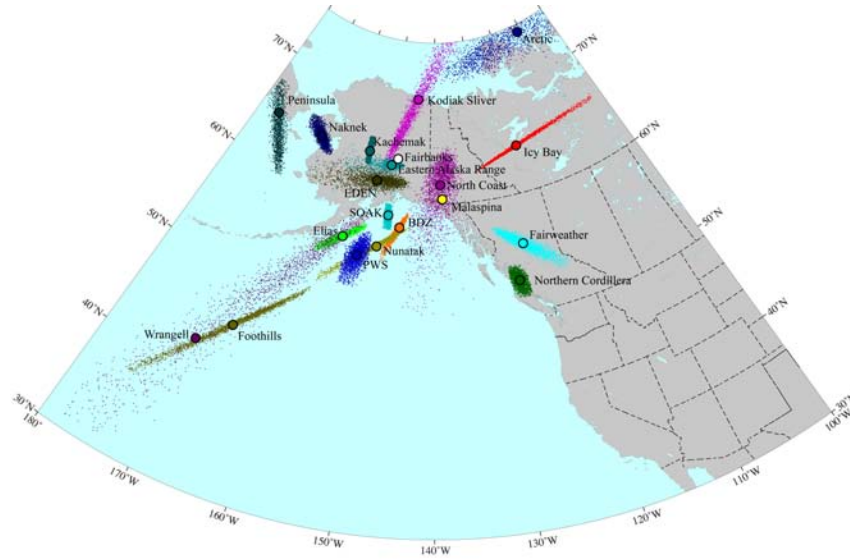 70°N
Arctic
70°N
Peninsula
Kodiak Sliver
60°N
Naknek
60°N
Kachemak
Icy Bay
Fairbanks
Eastern Alaska Range
EDEN
North Coast
Malaspina
50°N
SOAK
50°N
BDZ
Elias
Fairweather
Nunatak
PWS
Northern Cordillera
40°N
40°N
Wrangell
Foothills
30°N
180°
30°N
100°W
170°W
110°W
160°W
120°W
150°W
130°W
140°W